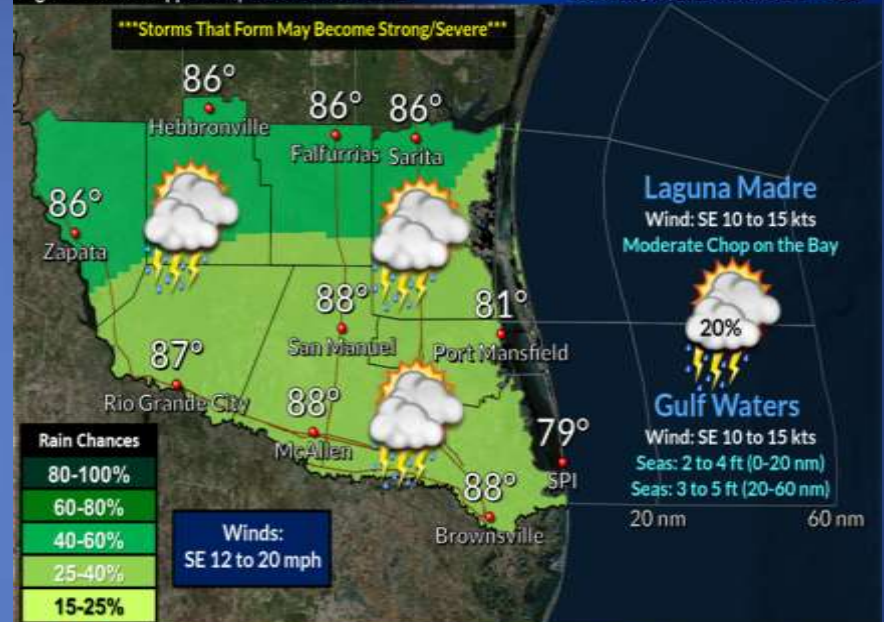 ***Storms That Form May Become Strong/Severe***
86°
Hebbronville
86°
Falfurrias
86°
Sarita
86°
Zapata
Laguna Madre
Wind: SE 10 to 15 kts
Moderate Chop on the Bay
20%
88°
San Manuel
81°
Port Mansfield
87°
Rio Grande City
88°
McAllen
79°
SPI
88°
Brownsville
Gulf Waters
Wind: SE 10 to 15 kts
Seas: 2 to 4 ft (0-20 nm)
Seas: 3 to 5 ft (20-60 nm)
20 nm
60 nm
Rain Chances
80-100%
60-80%
40-60%
25-40%
15-25%
Winds:
SE 12 to 20 mph